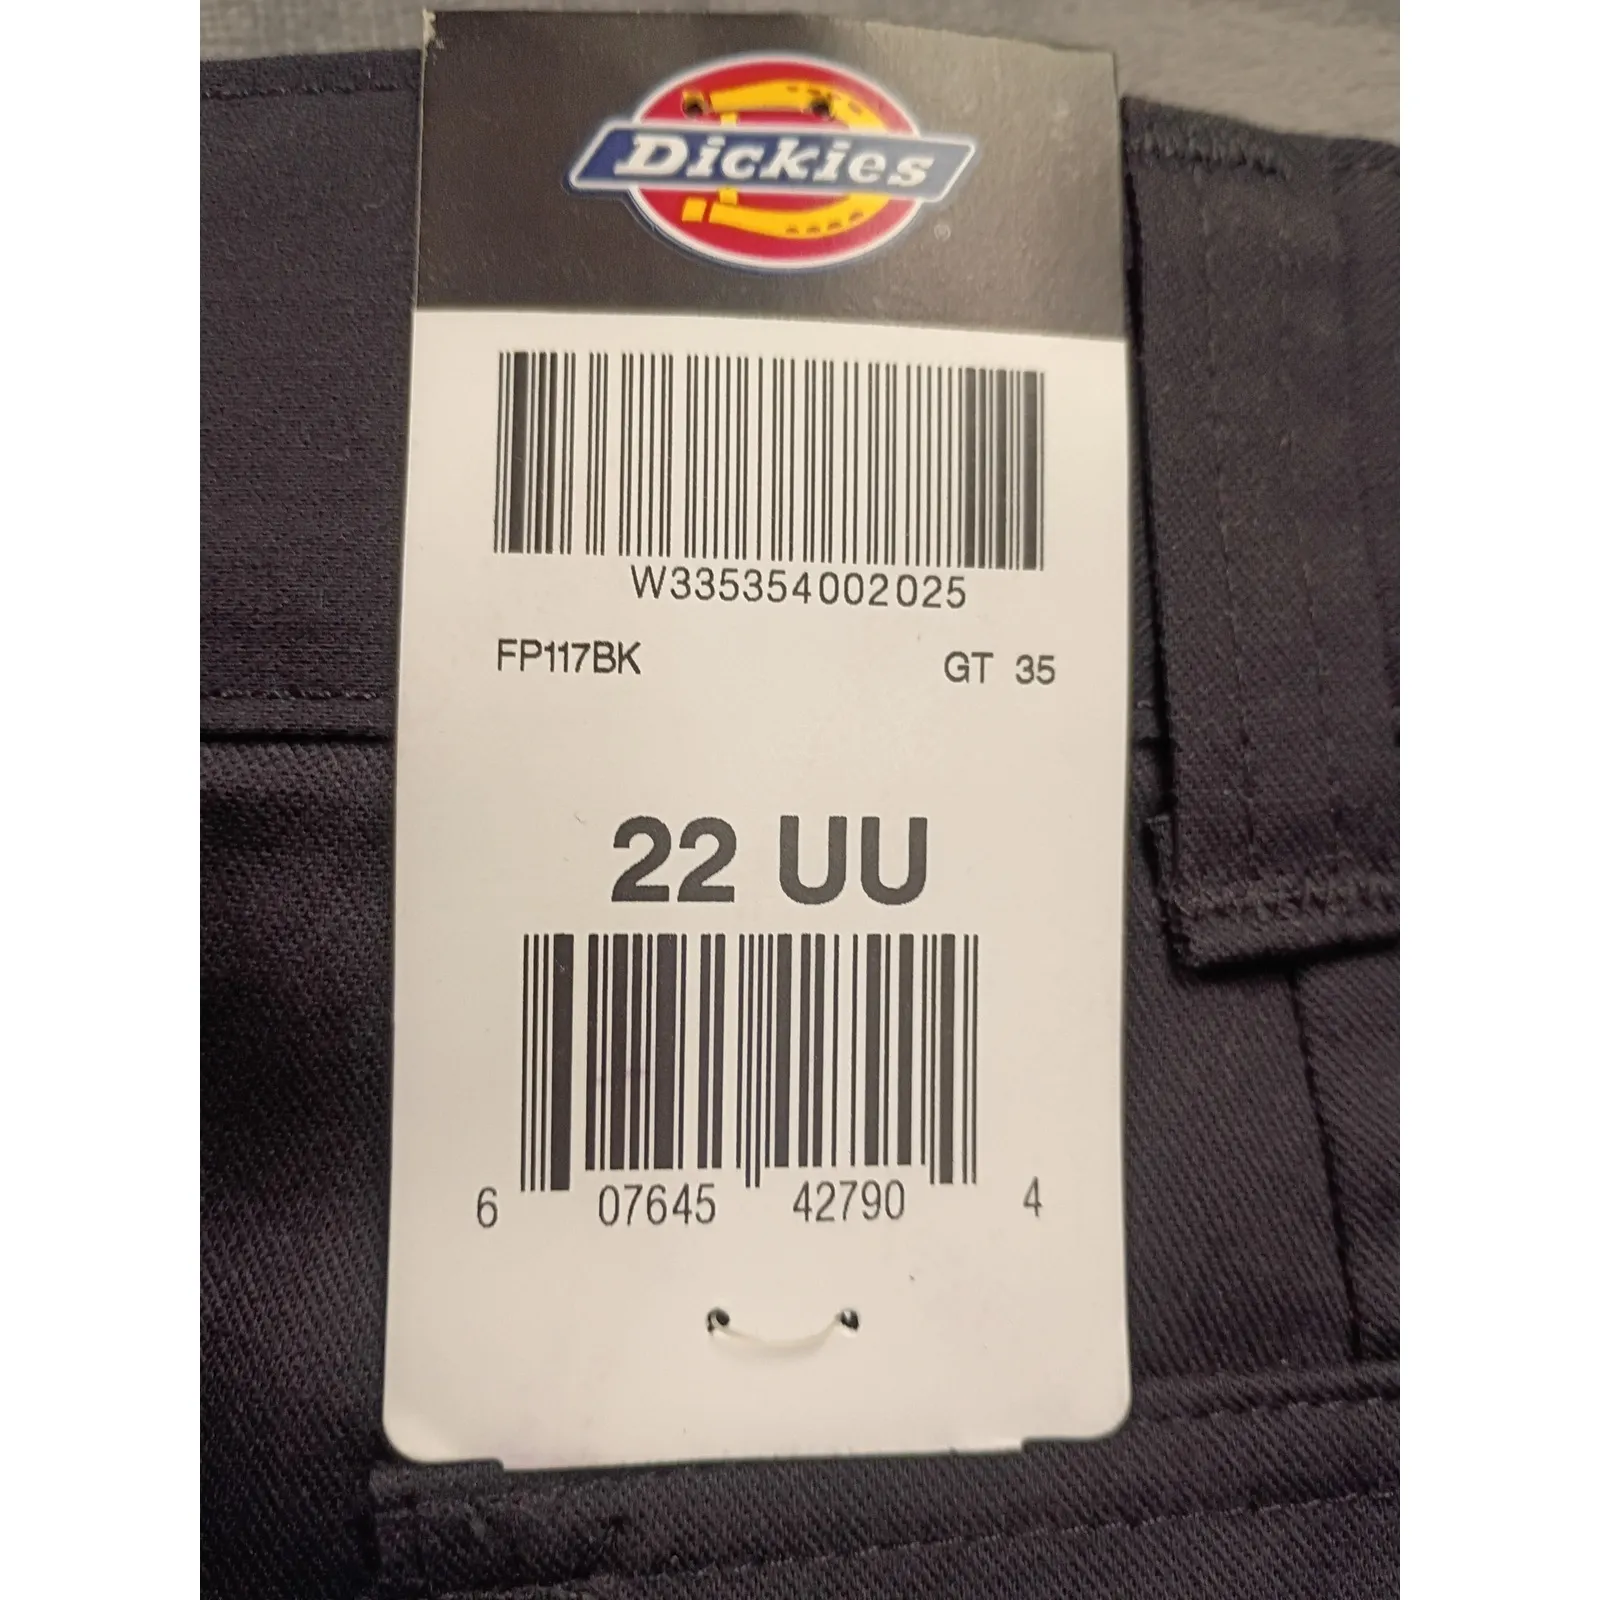 Dickies
®
W335354002025
FP117BK GT 35
22 UU
6 07645 42790 4